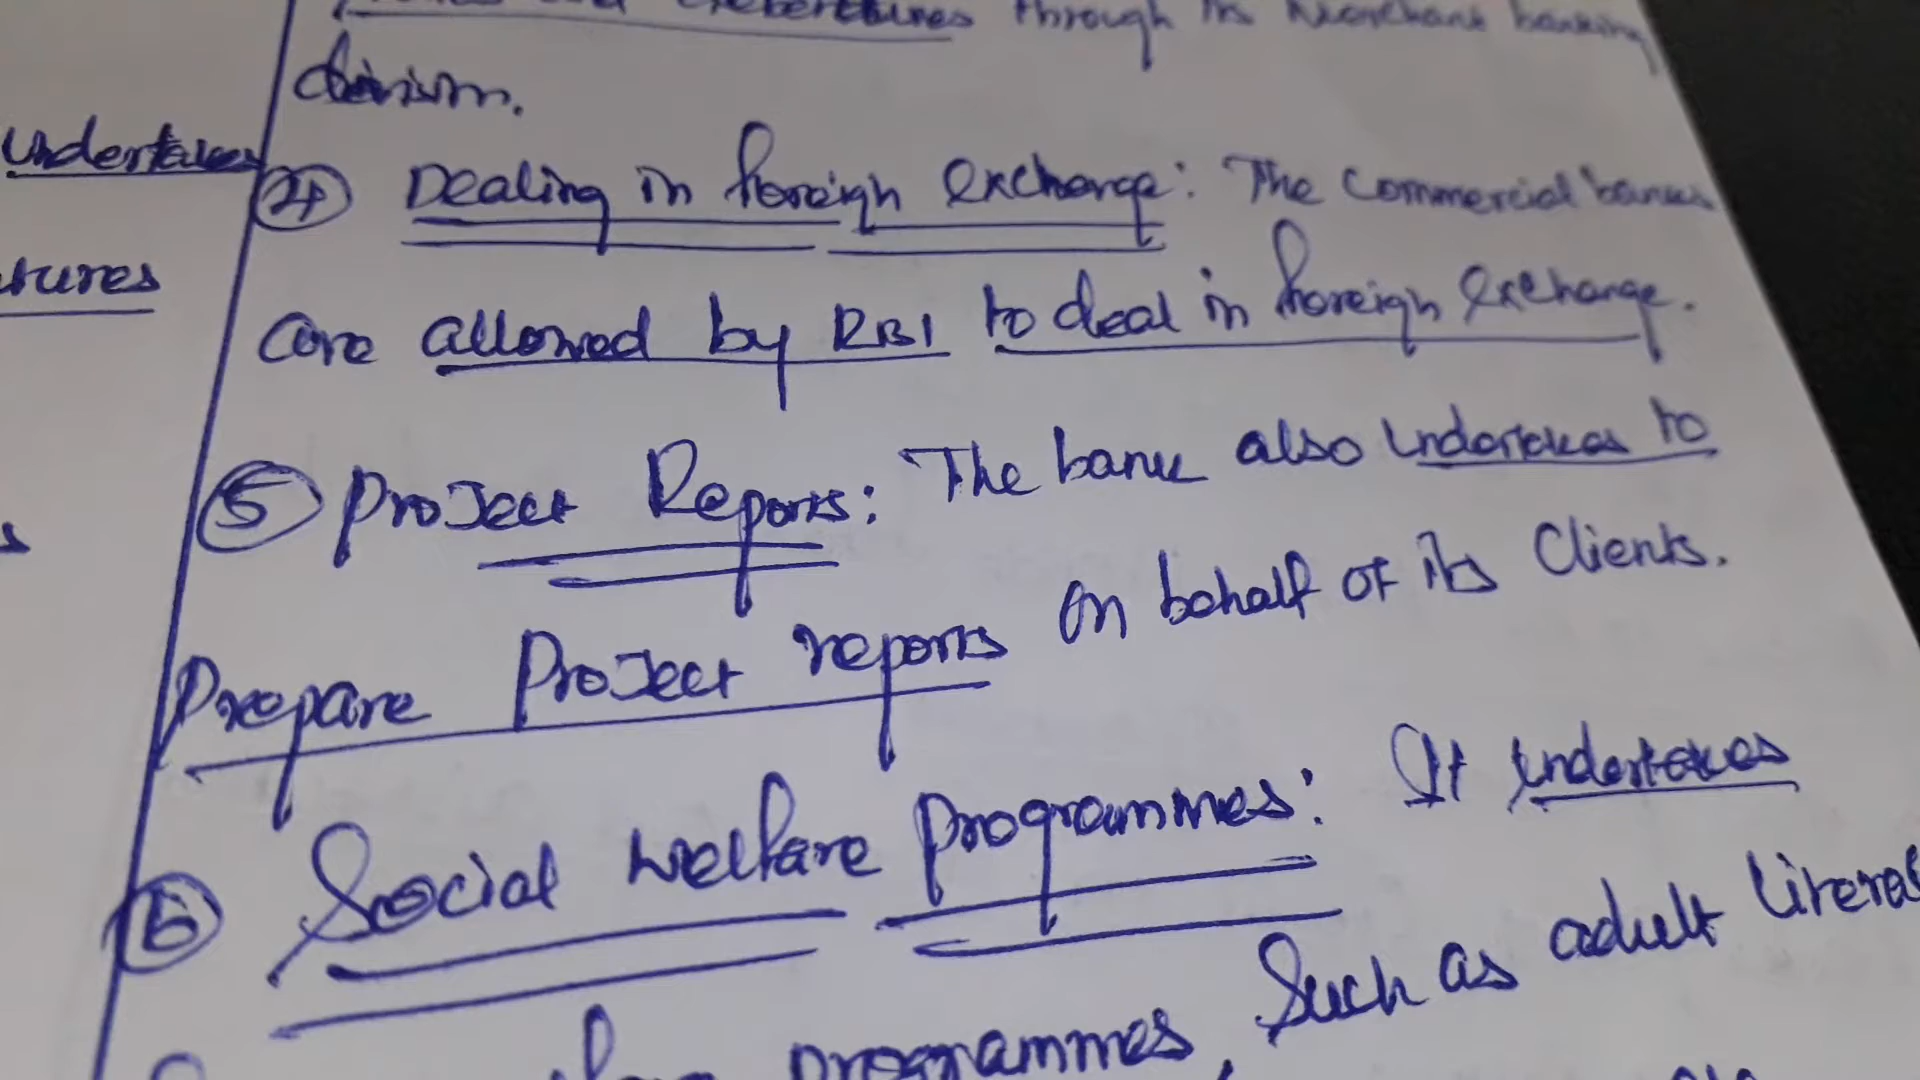 debentures through its merchant banking
division.
undertakes
④ Dealing in foreign exchange: The commercial banks
tures
are allowed by RBI to deal in foreign exchange.
⑤ Project Reports: The bank also undertakes to
s
Prepare Project reports on behalf of its Clients.
⑥ Social welfare programmes: It undertakes
programmes, Such as adult literac